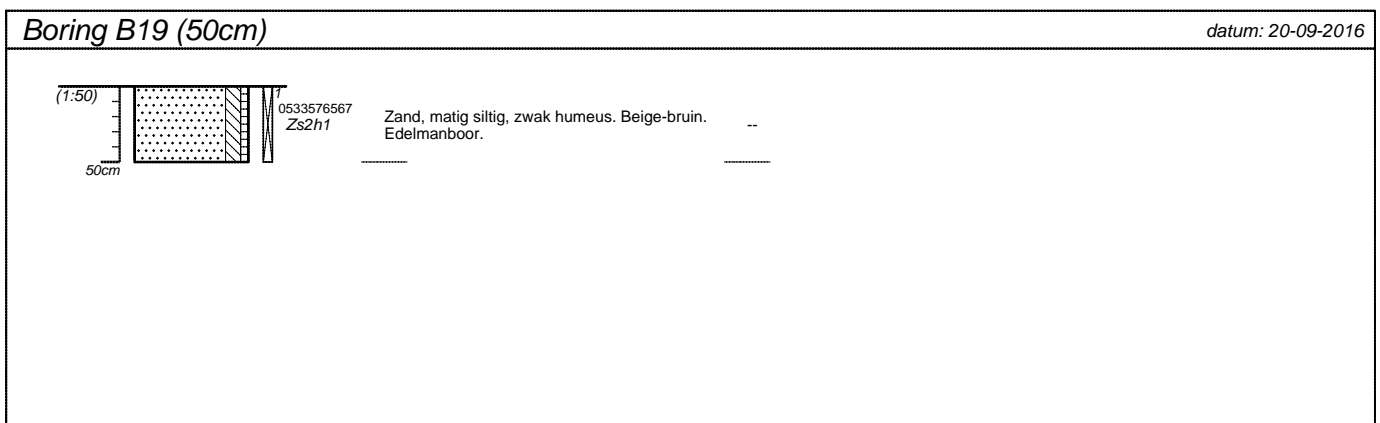 Boring B19 (50cm)
datum: 20-09-2016
(1:50)
1
0533576567
Zs2h1
Zand, matig siltig, zwak humeus. Beige-bruin.
Edelmanboor.
--
50cm